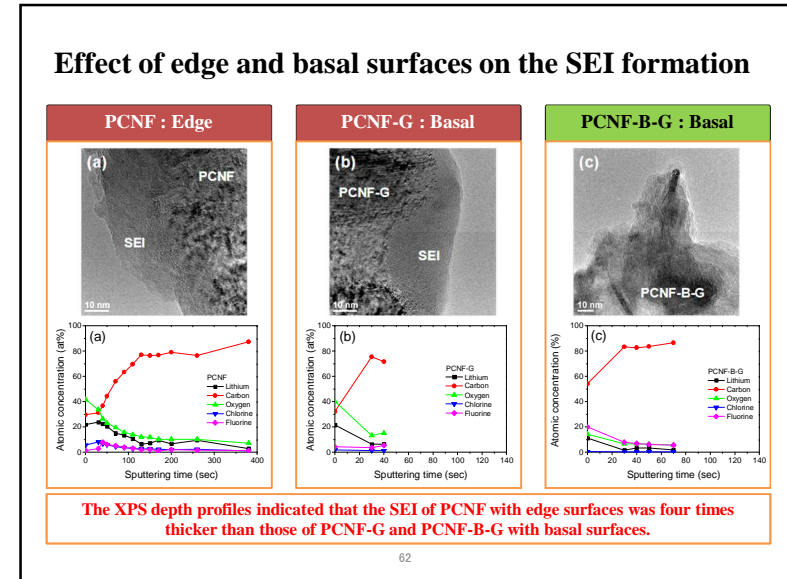 Effect of edge and basal surfaces on the SEI formation
PCNF : Edge
PCNF-G : Basal
PCNF-B-G : Basal
(a)
PCNF
SEI
10 nm
(b)
PCNF-G
SEI
10 nm
(c)
PCNF-B-G
10 nm
(a)
Atomic concentration (at%)
100
80
60
40
20
0
PCNF
Lithium
Carbon
Oxygen
Chlorine
Fluorine
0 100 200 300 400
Sputtering time (sec)
(b)
Atomic concentration (at%)
100
80
60
40
20
0
PCNF-G
Lithium
Carbon
Oxygen
Chlorine
Fluorine
0 20 40 60 80 100 120 140
Sputtering time (sec)
(c)
Atomic concentration (%)
100
80
60
40
20
0
PCNF-B-G
Lithium
Carbon
Oxygen
Chlorine
Fluorine
0 20 40 60 80 100 120 140
Sputtering time (sec)
The XPS depth profiles indicated that the SEI of PCNF with edge surfaces was four times
thicker than those of PCNF-G and PCNF-B-G with basal surfaces.
62